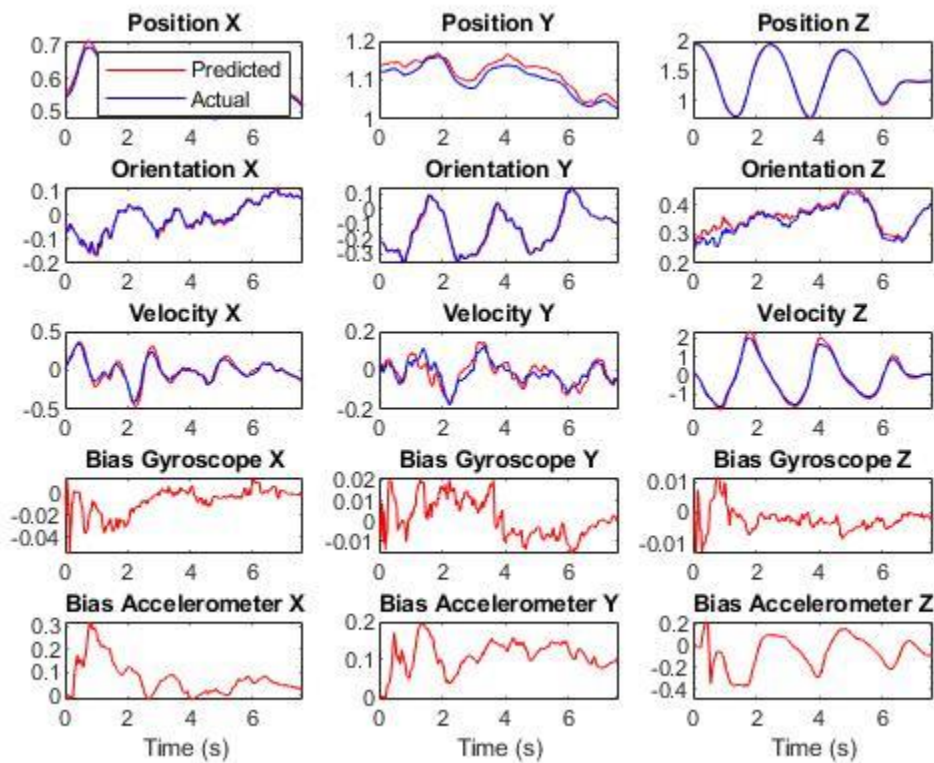 Position X Position Y Position Z
0.7 0.6 0.5 Predicted Actual 1.2 1.1 1 2 1.5 1
0 2 4 6 0 2 4 6 0 2 4 6
Time (s) Time (s) Time (s)
Orientation X Orientation Y Orientation Z
0.1 0 -0.1 -0.2 0.1 0 -0.1 -0.2 -0.3 0.4 0.3 0.2
0 2 4 6 0 2 4 6 0 2 4 6
Velocity X Velocity Y Velocity Z
0.5 0 -0.5 0.2 0 -0.2 2 1 0 -1
0 2 4 6 0 2 4 6 0 2 4 6
Bias Gyroscope X Bias Gyroscope Y Bias Gyroscope Z
0 -0.02 -0.04 0.02 0.01 0 -0.01 0.01 0 -0.01
0 2 4 6 0 2 4 6 0 2 4 6
Bias Accelerometer X Bias Accelerometer Y Bias Accelerometer Z
0.3 0.2 0.1 0 0.2 0.1 0 0.2 0 -0.2 -0.4
0 2 4 6 0 2 4 6 0 2 4 6
Time (s) Time (s) Time (s)